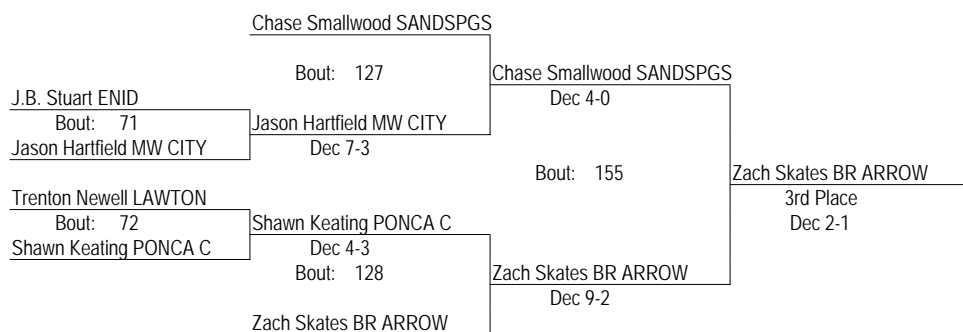 Chase Smallwood SANDSPGS
Bout: 127
Chase Smallwood SANDSPGS
Dec 4-0
J.B. Stuart ENID
Bout: 71
Jason Hartfield MW CITY
Jason Hartfield MW CITY
Dec 7-3
Bout: 155
Zach Skates BR ARROW
3rd Place
Dec 2-1
Trenton Newell LAWTON
Bout: 72
Shawn Keating PONCA C
Shawn Keating PONCA C
Dec 4-3
Bout: 128
Zach Skates BR ARROW
Dec 9-2
Zach Skates BR ARROW